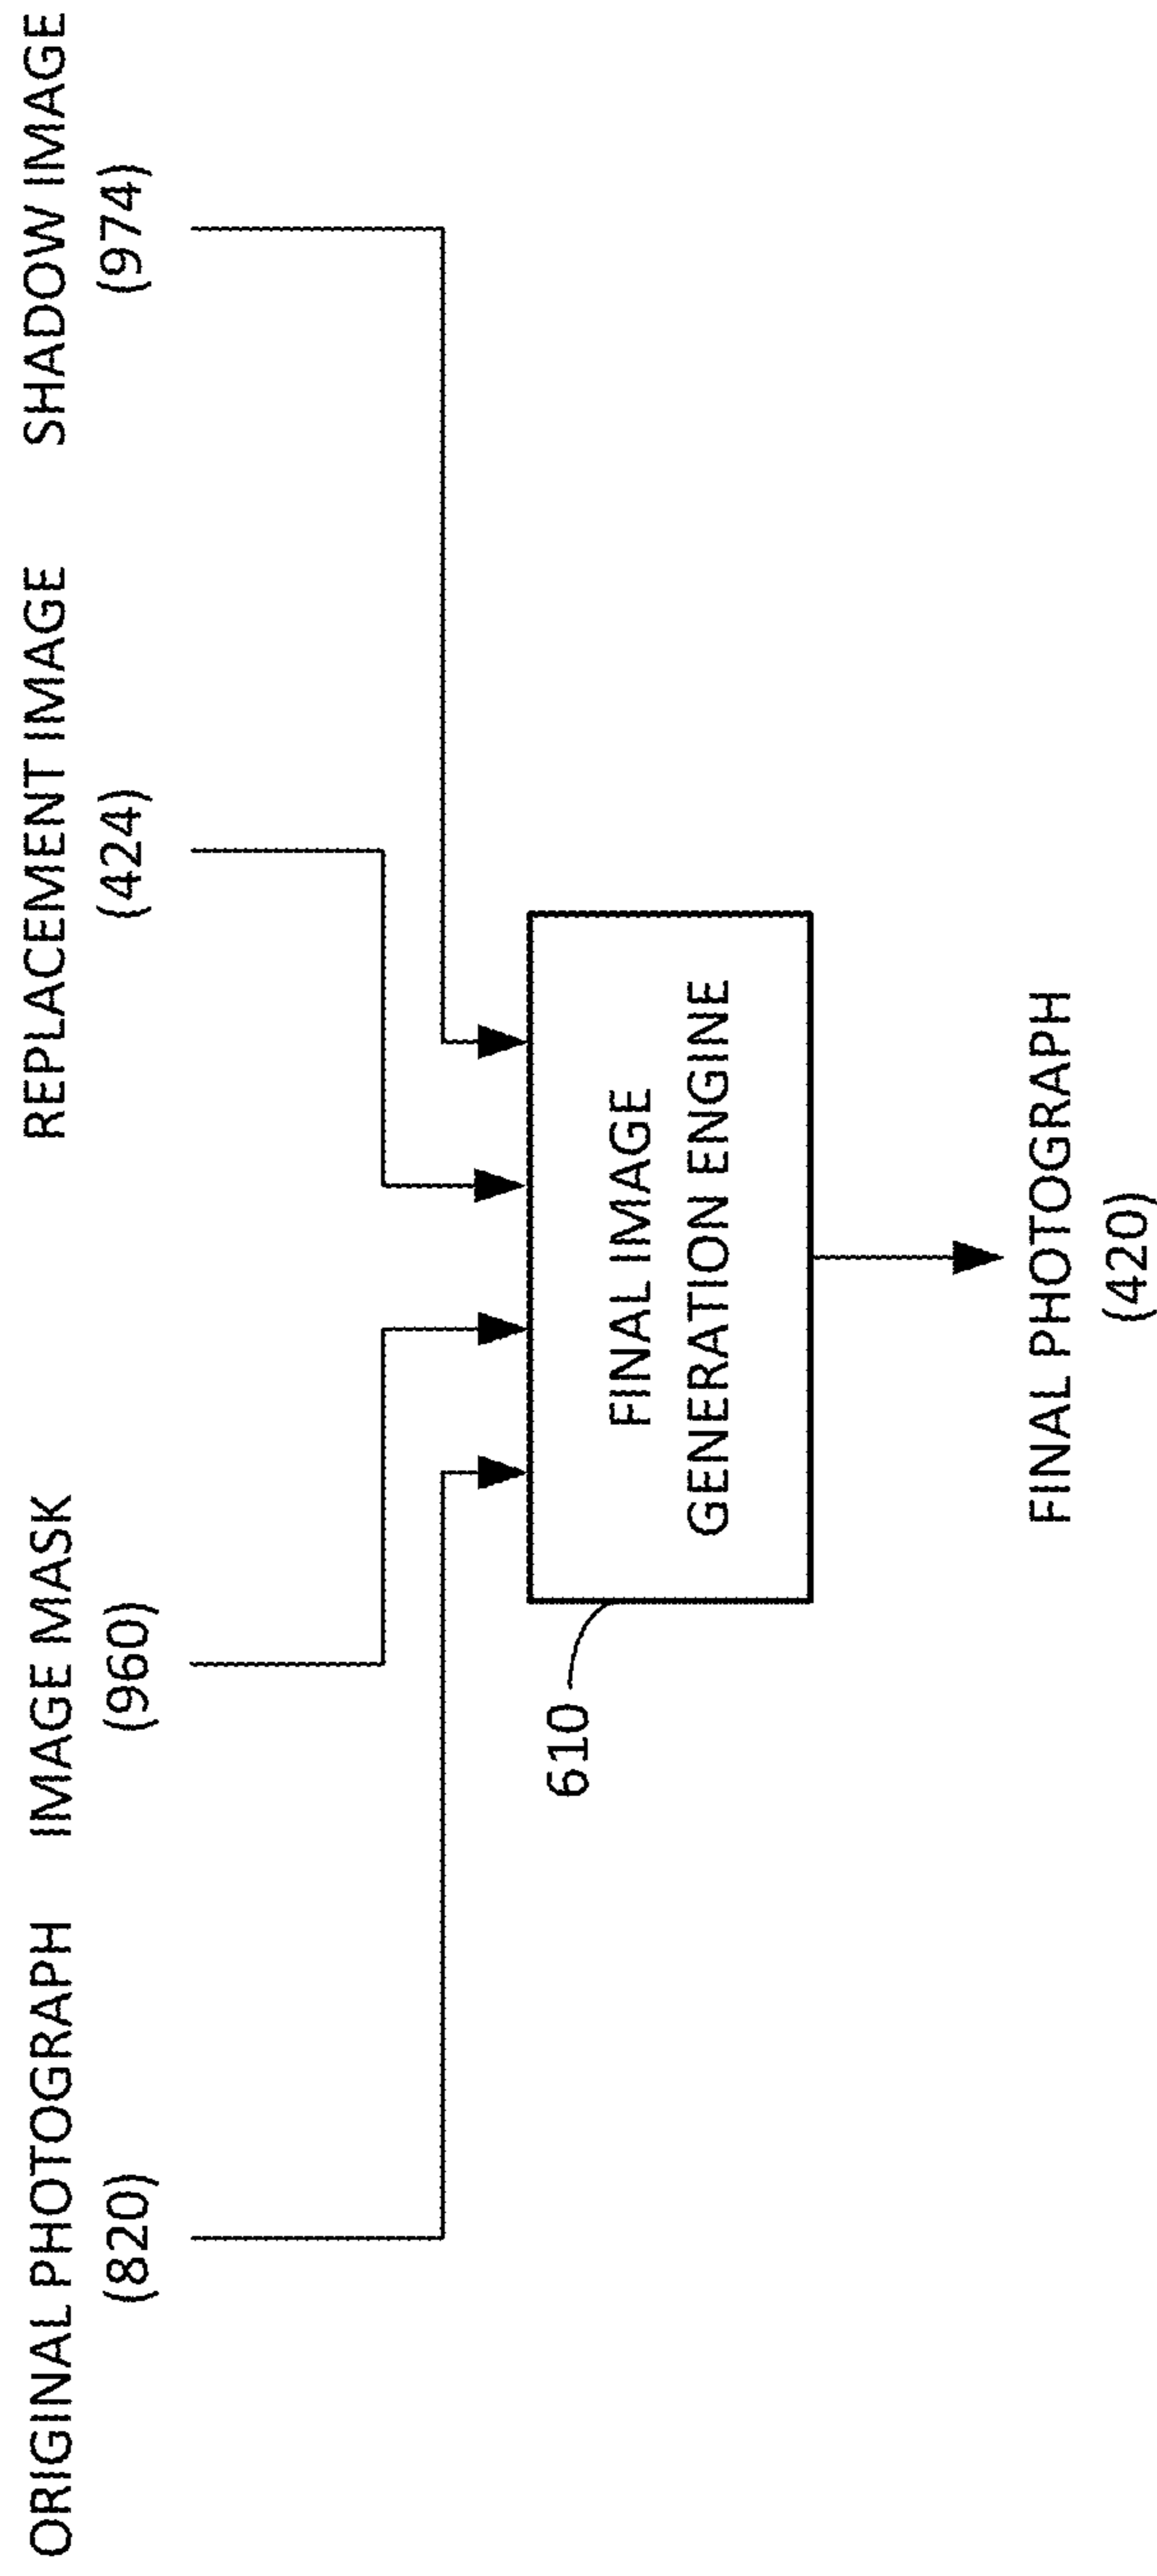 ORIGINAL PHOTOGRAPH
(820)
IMAGE MASK
(960)
REPLACEMENT IMAGE
(424)
SHADOW IMAGE
(974)
610
FINAL IMAGE
GENERATION ENGINE
FINAL PHOTOGRAPH
(420)